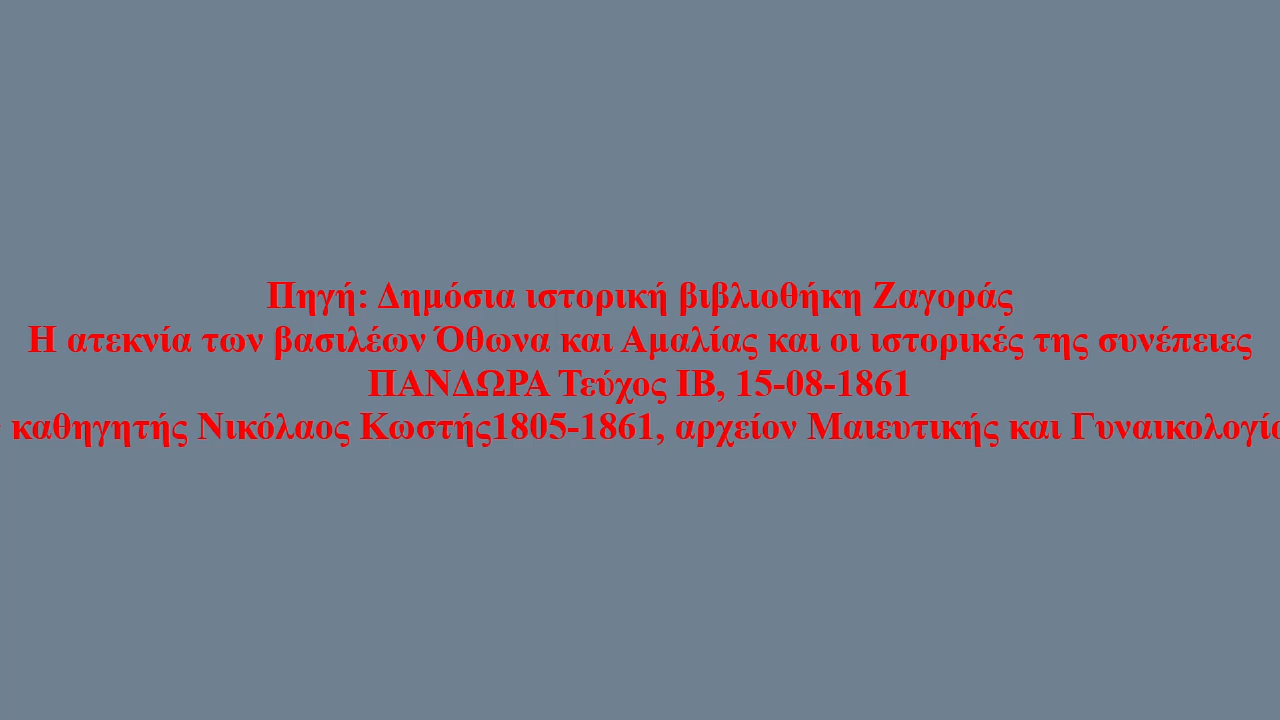 Πηγή: Δημόσια ιστορική βιβλιοθήκη Ζαγοράς
Η ατεκνία των βασιλέων Όθωνα και Αμαλίας και οι ιστορικές της συνέπειες
ΠΑΝΔΩΡΑ Τεύχος ΙΒ, 15-08-1861
καθηγητής Νικόλαος Κωστής1805-1861, αρχείον Μαιευτικής και